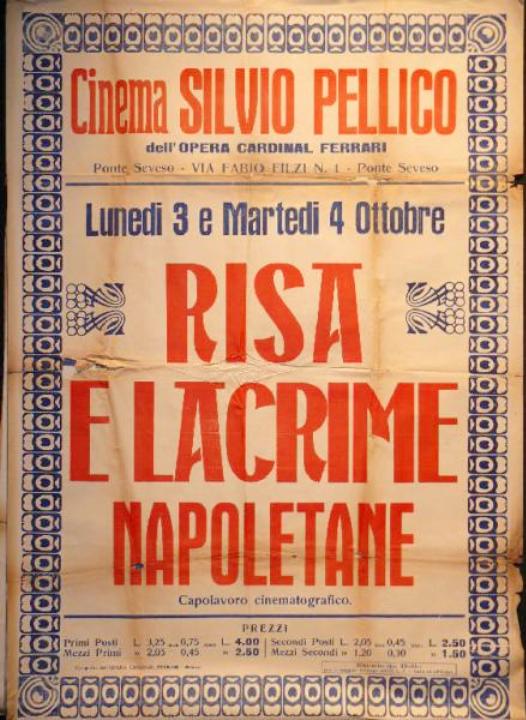 Cinema SILVIO PELLICO
dell'OPERA CARDINAL FERRARI
Ponte Seveso - VIA FABIO FILZI N. 1 - Ponte Seveso
Lunedì 3 e Martedì 4 Ottobre
RISA
E LACRIME
NAPOLETANE
Capolavoro cinematografico.
PREZZI
Primi Posti L. 3,25 0,75 L. 4.00 Secondi Posti L. 2,05 0,45 L. 2.50
Mezzi Primi » 2,05 0,45 » 2.50 Mezzi Secondi » 1,20 0,30 » 1.50